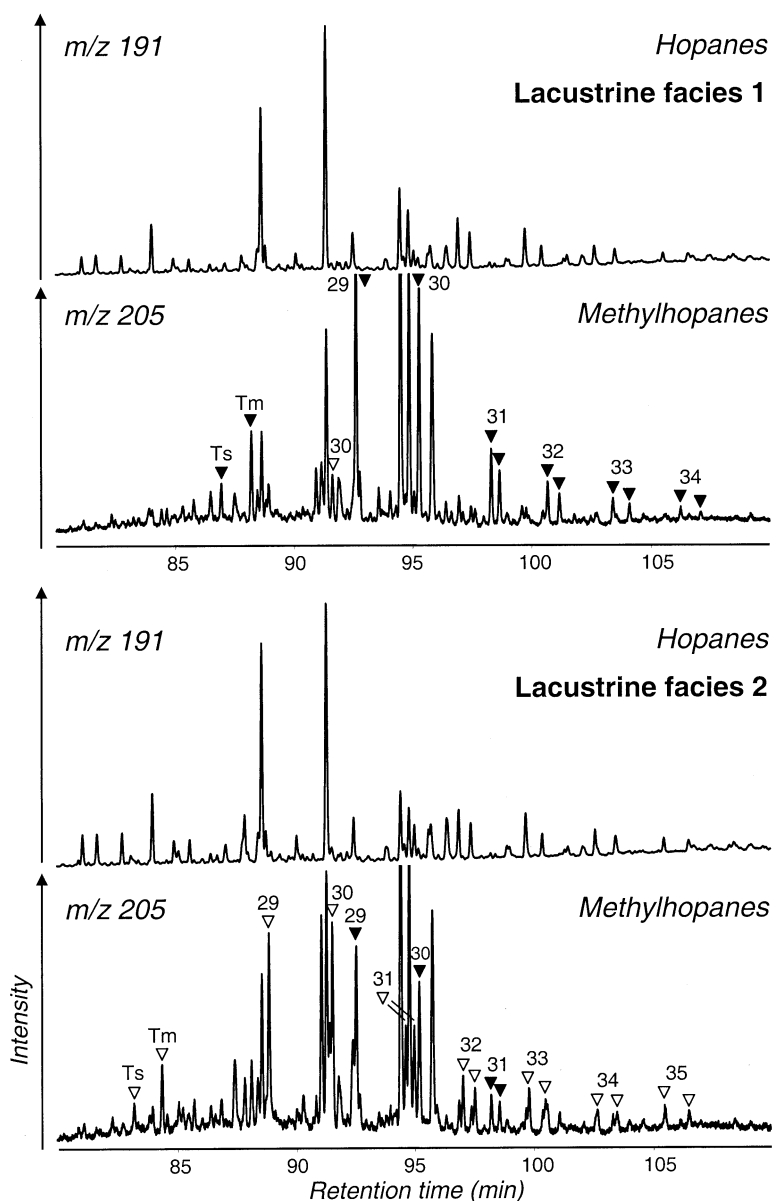 m/z 191
Hopanes
Lacustrine facies 1
29
30
m/z 205
Methylhopanes
Tm
Ts
30
31
32
33
34
85 90 95 100 105
m/z 191
Hopanes
Lacustrine facies 2
m/z 205
Methylhopanes
29
30
29
30
31
Tm
Ts
32
31
33
34
35
Intensity
85 90 95 100 105
Retention time (min)